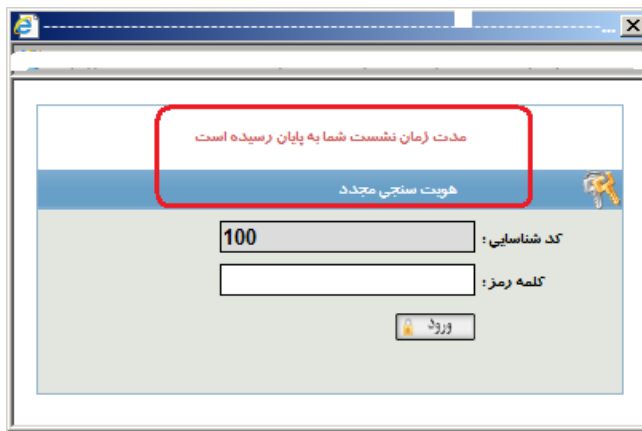 مدت زمان نشست شما به پایان رسیده است
هویت سنجی مجدد
کد شناسایی : 100
کلمه رمز :
ورود